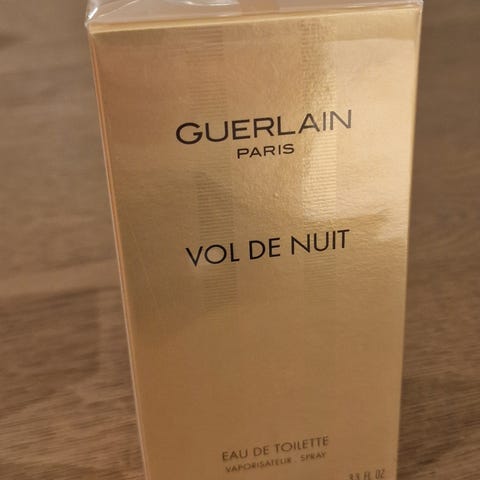 GUERLAIN
PARIS
VOL DE NUIT
EAU DE TOILETTE
VAPORISATEUR . SPRAY
3.3 FL OZ